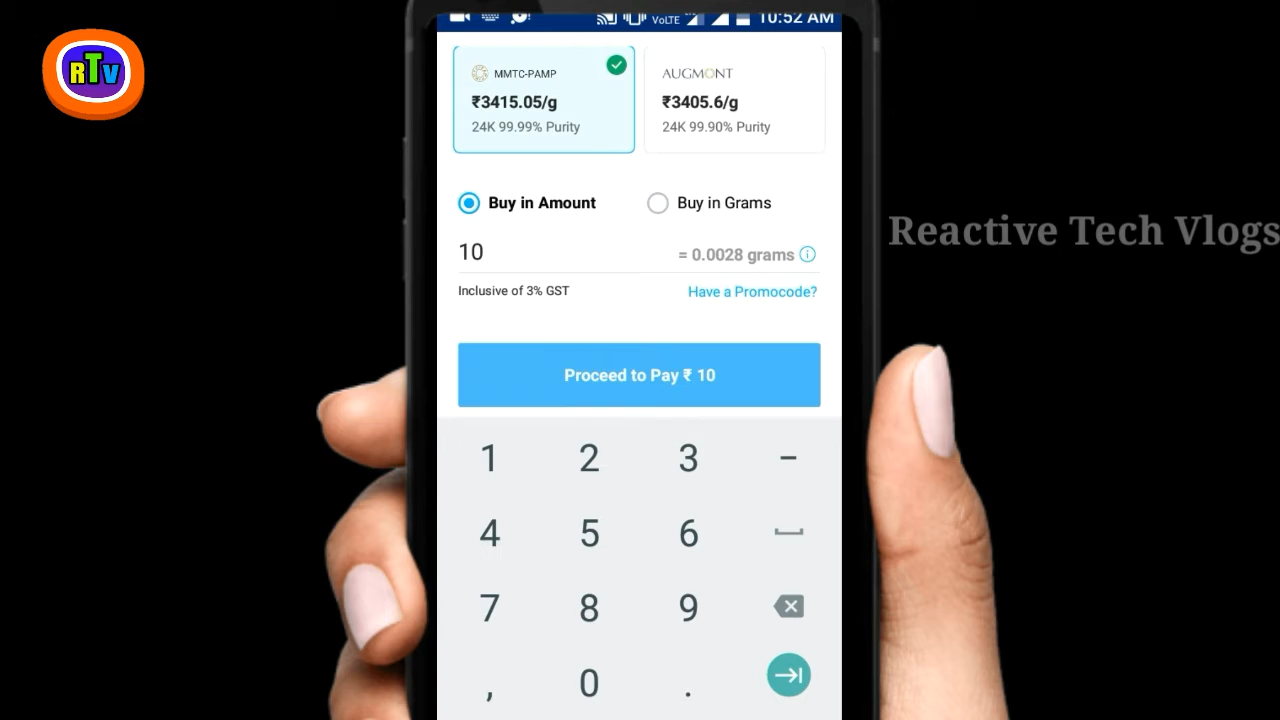 RTV
VoLTE 10:52 AM
MMTC-PAMP
₹3415.05/g
24K 99.99% Purity
AUGMONT
₹3405.6/g
24K 99.90% Purity
Buy in Amount
Buy in Grams
10
= 0.0028 grams
Inclusive of 3% GST
Have a Promocode?
Proceed to Pay ₹ 10
Reactive Tech Vlogs
1 2 3 -
4 5 6
7 8 9
, 0 .